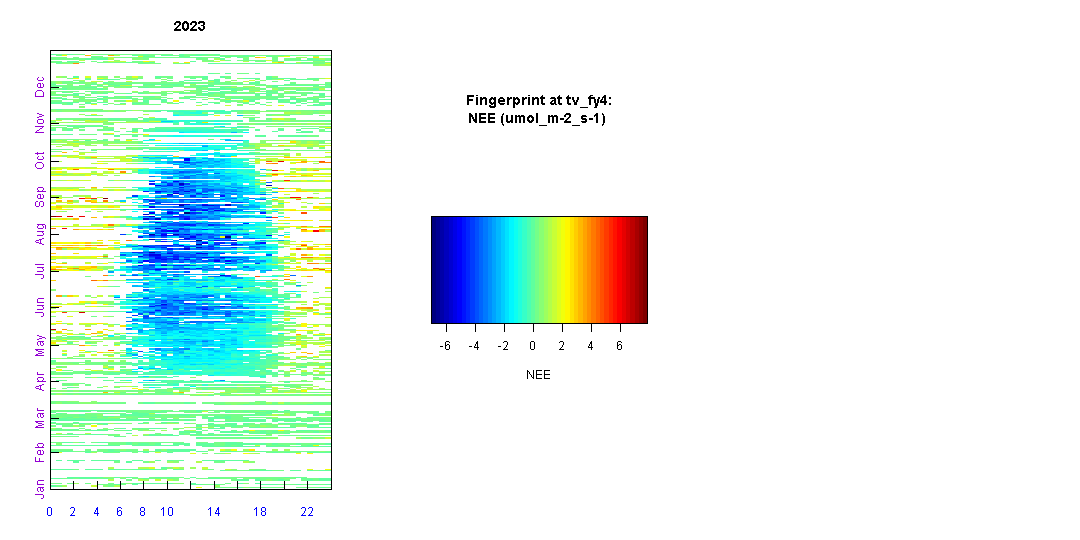 2023
Fingerprint at tv_fy4:
NEE (umol_m-2_s-1)
Dec
Nov
Oct
Sep
Aug
Jul
Jun
May
Apr
Mar
Feb
Jan
0 2 4 6 8 10 14 18 22
-6 -4 -2 0 2 4 6
NEE